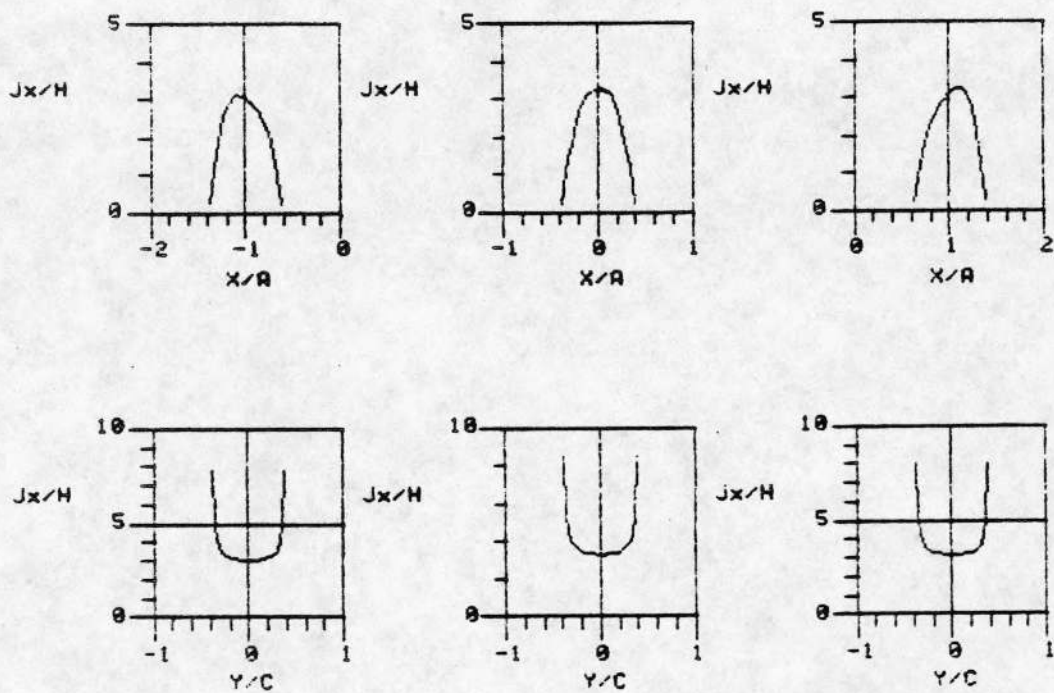 5 5 5
Jx/H Jx/H Jx/H
0 0 0
-2 -1 0 -1 0 1 0 1 2
X/A X/A X/A
10 10 10
Jx/H Jx/H Jx/H
5 5
0 0 0
-1 0 1 -1 0 1 -1 0 1
Y/C Y/C Y/C